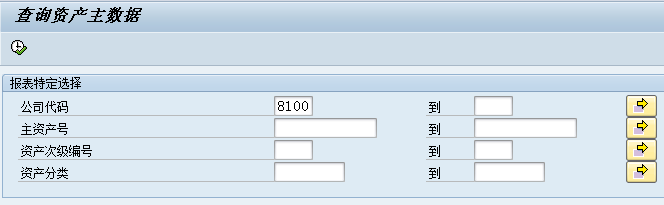 查询资产主数据
报表特定选择
公司代码 8100 到
主资产号 到
资产次级编号 到
资产分类 到